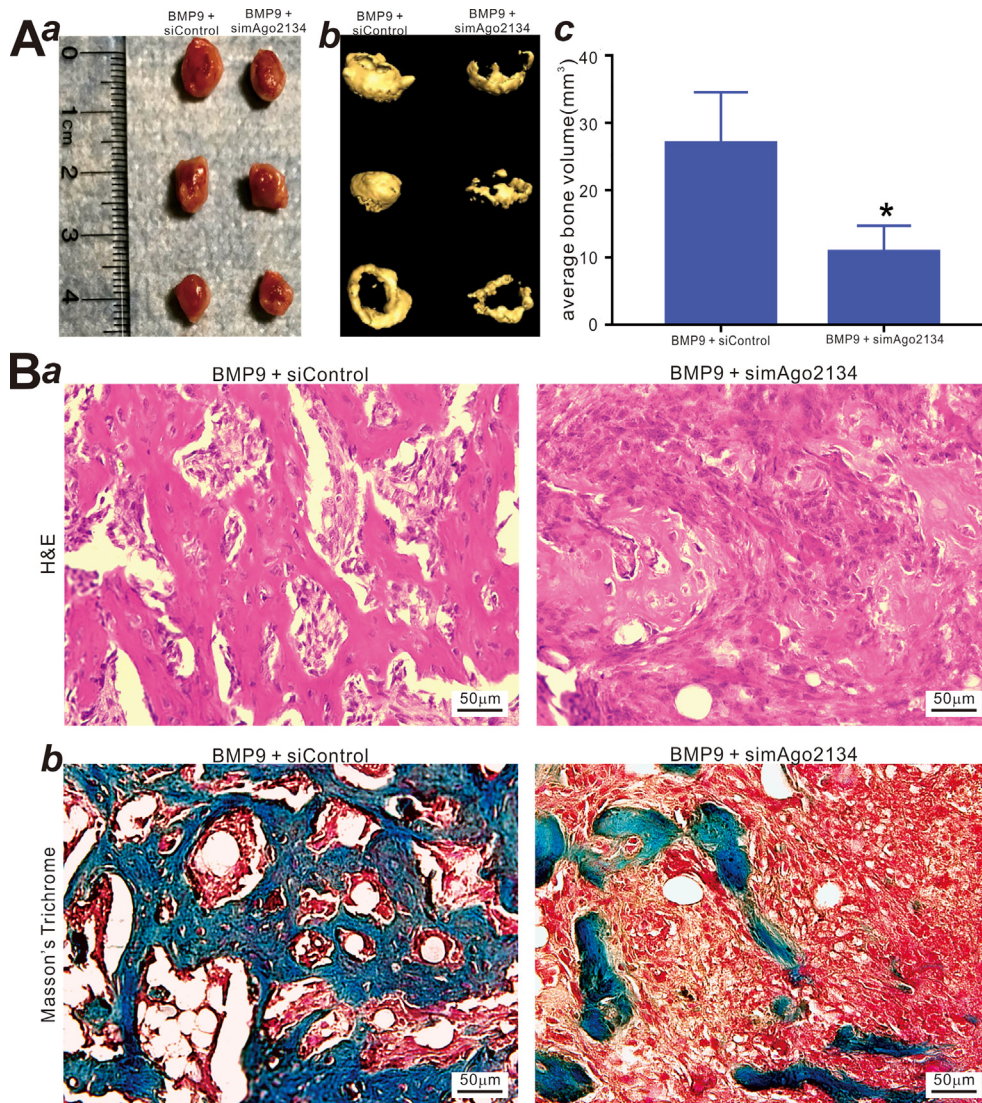 A
a
BMP9 +
siControl
BMP9 +
simAgo2134
0
1
cm
2
3
4
b
BMP9 +
siControl
BMP9 +
simAgo2134
c
average bone volume(mm³)
40
30
20
10
0
*
BMP9 + siControl
BMP9 + simAgo2134
B
a
BMP9 + siControl
BMP9 + simAgo2134
H&E
50μm
50μm
b
BMP9 + siControl
BMP9 + simAgo2134
Masson's Trichrome
50μm
50μm